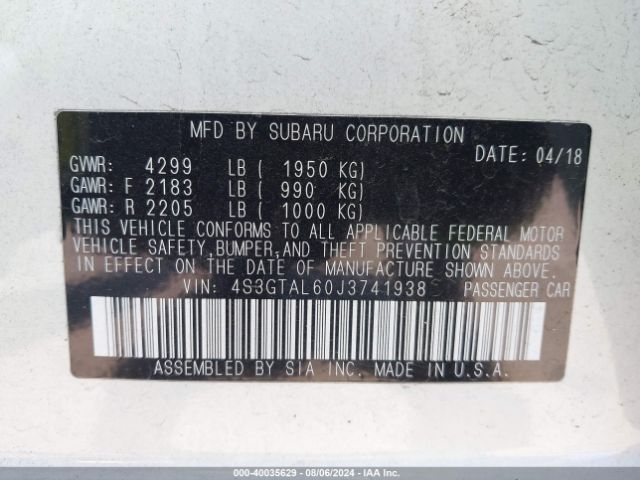 MFD BY SUBARU CORPORATION
DATE: 04/18
GVWR: 4299 LB ( 1950 KG)
GAWR: F 2183 LB ( 990 KG)
GAWR: R 2205 LB ( 1000 KG)
THIS VEHICLE CONFORMS TO ALL APPLICABLE FEDERAL MOTOR
VEHICLE SAFETY,BUMPER,AND THEFT PREVENTION STANDARDS
IN EFFECT ON THE DATE OF MANUFACTURE SHOWN ABOVE.
VIN: 4S3GTAL60J3741938 PASSENGER CAR
ASSEMBLED BY SIA INC. MADE IN U.S.A.
000-40035629 - 08/06/2024 - IAA Inc.